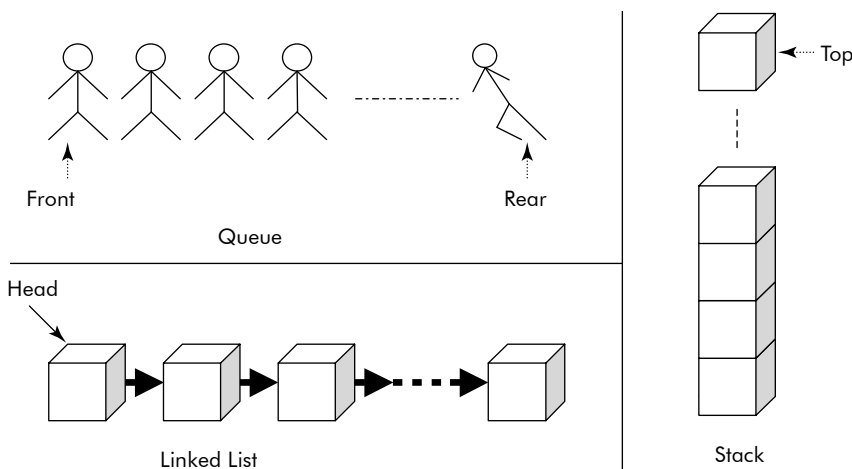 Front
Rear
Queue
Head
Linked List
Top
Stack